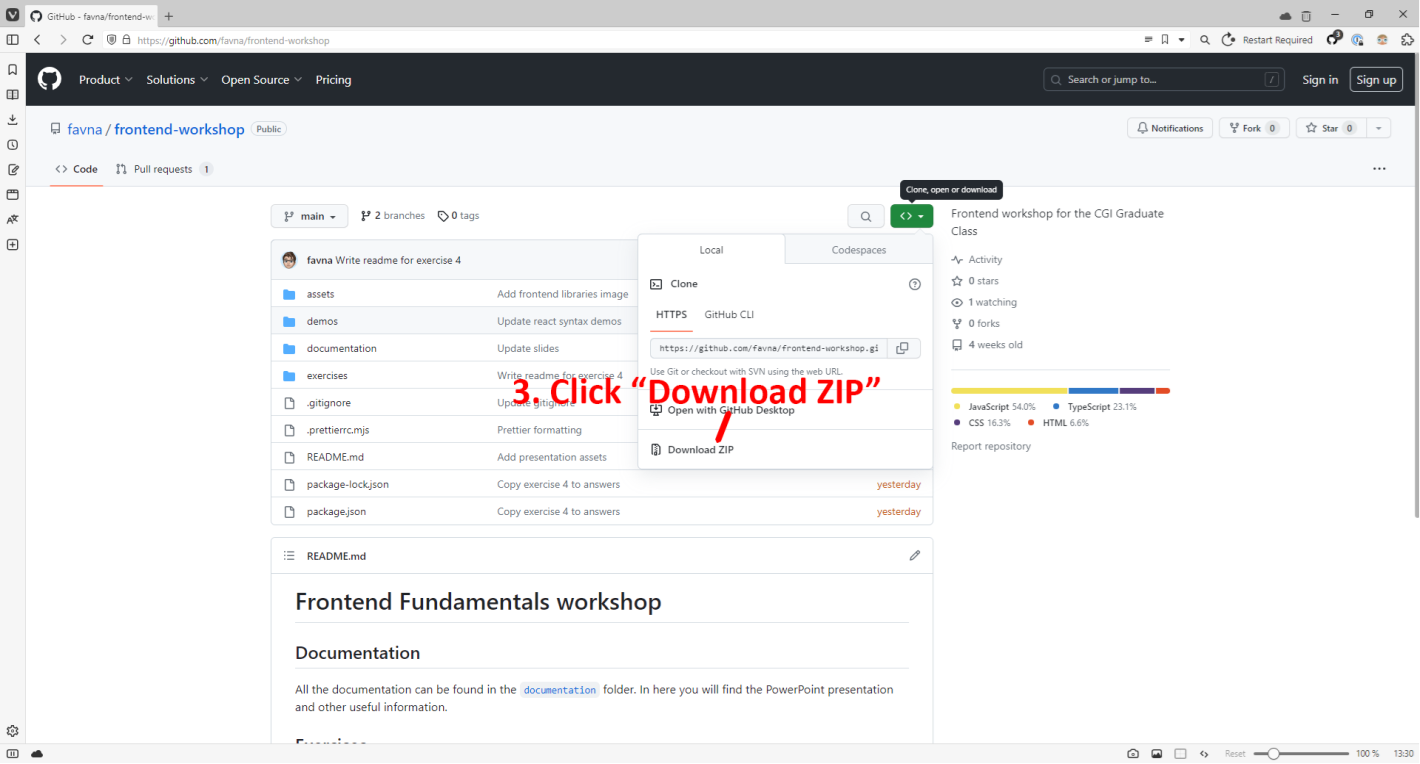 GitHub - favna/frontend-w
https://github.com/favna/frontend-workshop
Restart Required
3
Product
Solutions
Open Source
Pricing
Search or jump to...
/
Sign in
Sign up
favna / frontend-workshop
Public
Notifications
Fork 0
Star 0
Code
Pull requests 1
Clone, open or download
main
2 branches
0 tags
Frontend workshop for the CGI Graduate
Class
Local
Codespaces
favna Write readme for exercise 4
Activity
Clone
0 stars
assets
Add frontend libraries image
1 watching
HTTPS
GitHub CLI
demos
Update react syntax demos
0 forks
documentation
Update slides
https://github.com/favna/frontend-workshop.gi
4 weeks old
exercises
Write readme for exercise 4
Use Git or checkout with SVN using the web URL.
3. Click “Download ZIP”
.gitignore
Update gitignore
Open with GitHub Desktop
JavaScript 54.0%
TypeScript 23.1%
CSS 16.3%
HTML 6.6%
.prettierrc.mjs
Prettier formatting
Report repository
README.md
Add presentation assets
Download ZIP
package-lock.json
Copy exercise 4 to answers
yesterday
package.json
Copy exercise 4 to answers
yesterday
README.md
Frontend Fundamentals workshop
Documentation
All the documentation can be found in the documentation folder. In here you will find the PowerPoint presentation
and other useful information.
Exercises
Reset
100 %
13:30